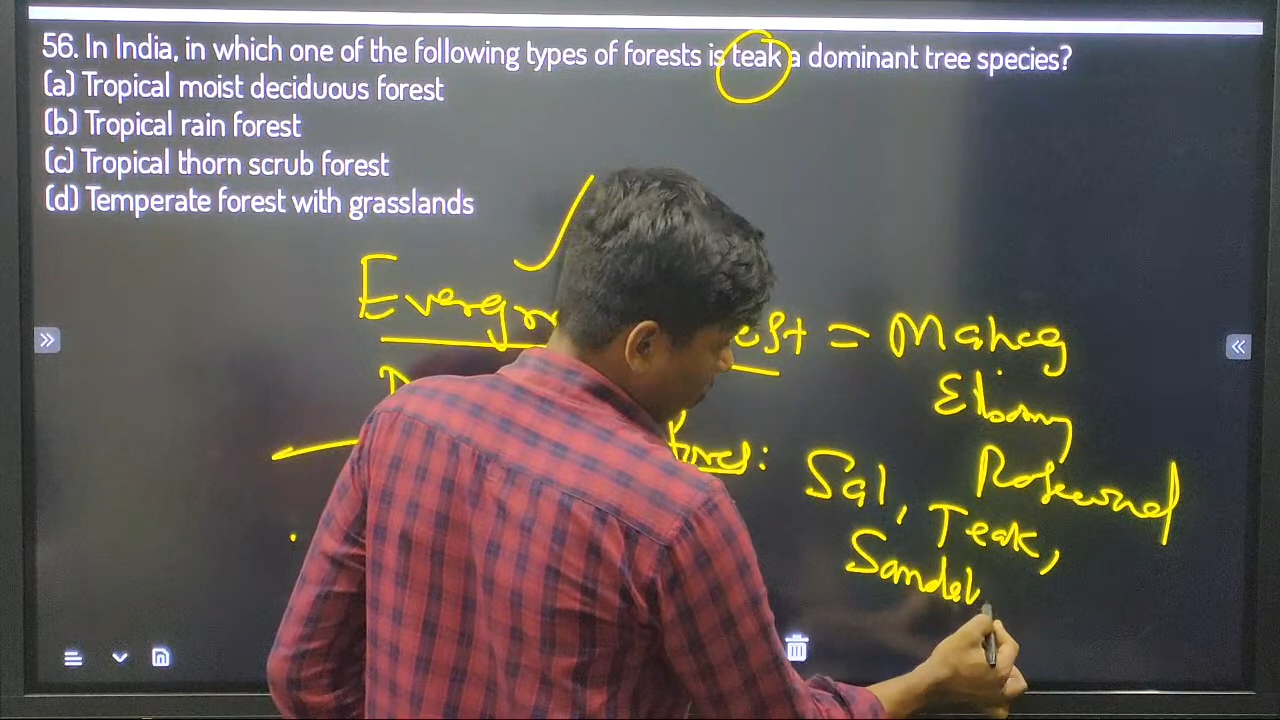 56. In India, in which one of the following types of forests is teak a dominant tree species?
(a) Tropical moist deciduous forest
(b) Tropical rain forest
(c) Tropical thorn scrub forest
(d) Temperate forest with grasslands
= Mahog
Ebony
Rosewood
: Sal, Teak,
Sandal